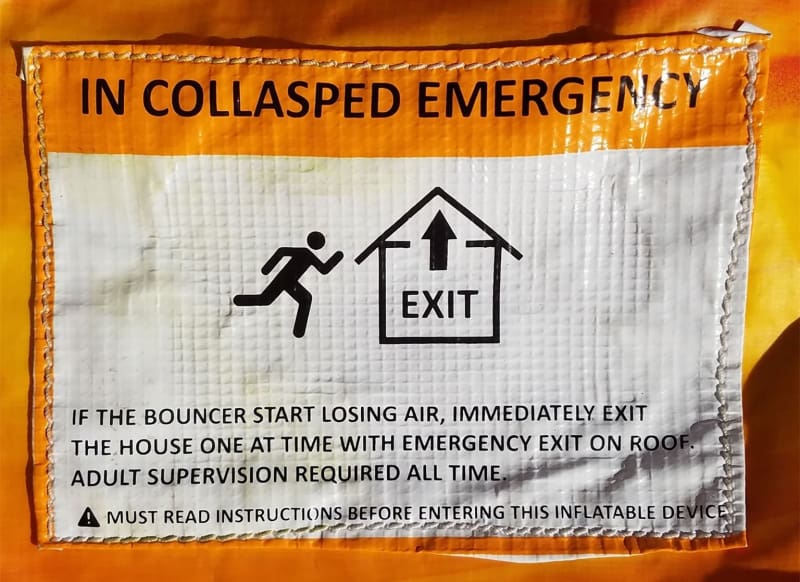 IN COLLASPED EMERGENCY
EXIT
IF THE BOUNCER START LOSING AIR, IMMEDIATELY EXIT
THE HOUSE ONE AT TIME WITH EMERGENCY EXIT ON ROOF.
ADULT SUPERVISION REQUIRED ALL TIME.
MUST READ INSTRUCTIONS BEFORE ENTERING THIS INFLATABLE DEVICE